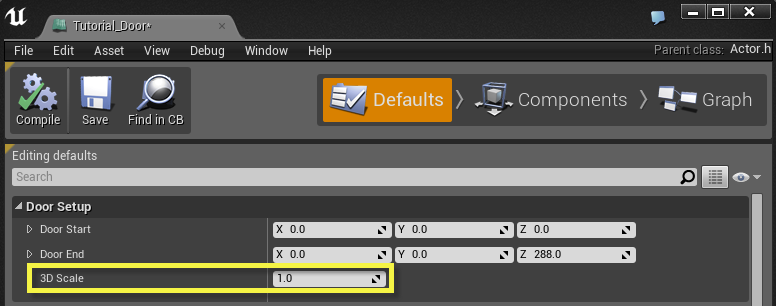 Tutorial_Door*
File Edit Asset View Debug Window Help Parent class: Actor.h
Compile Save Find in CB Defaults Components Graph
Editing defaults
Search
Door Setup
Door Start X 0.0 Y 0.0 Z 0.0
Door End X 0.0 Y 0.0 Z 288.0
3D Scale 1.0